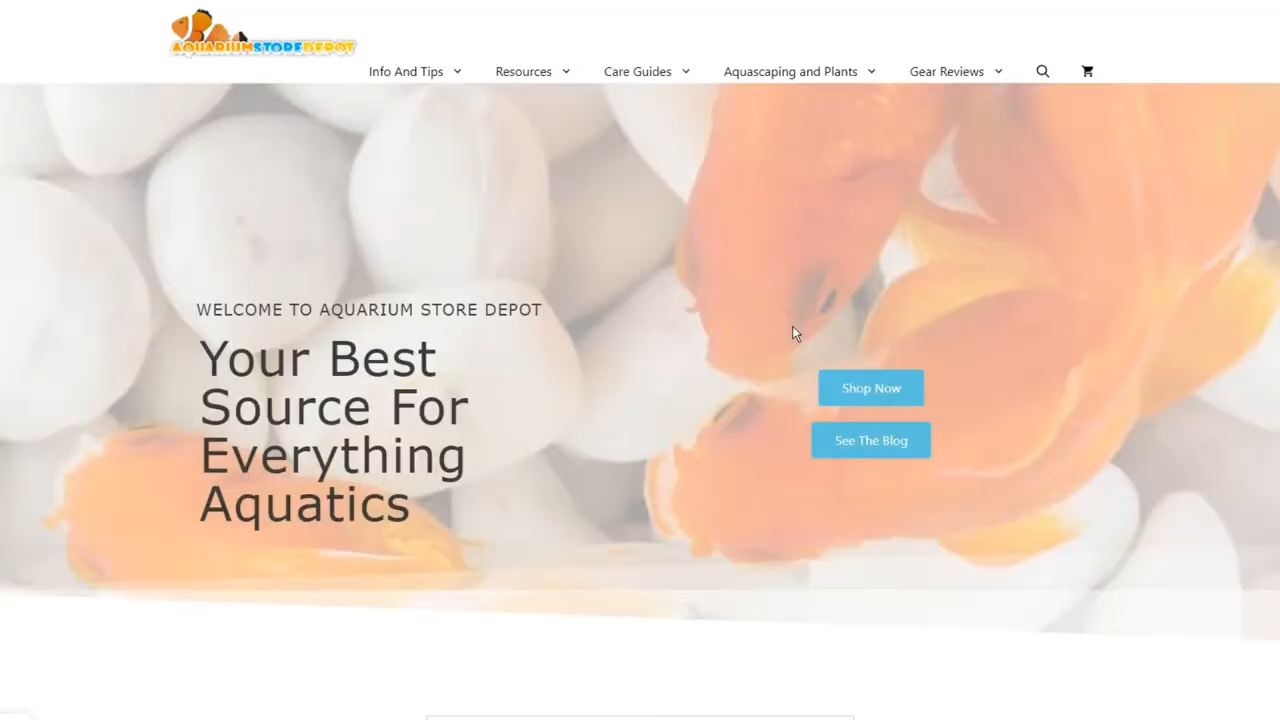 AQUARIUMSTOREDEPOT
Info And Tips
Resources
Care Guides
Aquascaping and Plants
Gear Reviews
WELCOME TO AQUARIUM STORE DEPOT
Your Best
Source For
Everything
Aquatics
Shop Now
See The Blog